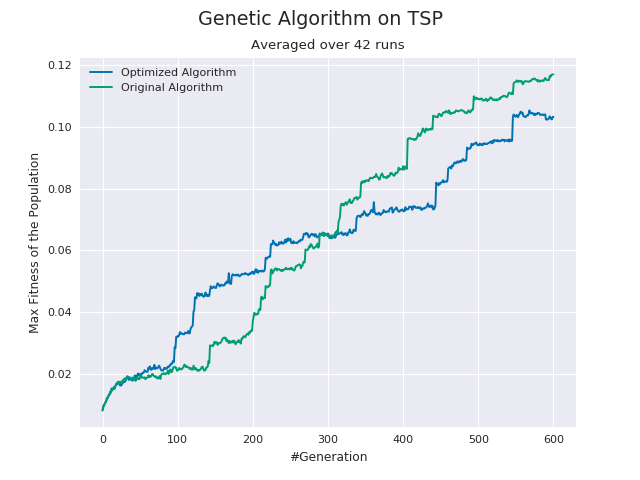 Genetic Algorithm on TSP
Averaged over 42 runs
Optimized Algorithm
Original Algorithm
Max Fitness of the Population
0.12
0.10
0.08
0.06
0.04
0.02
0 100 200 300 400 500 600
#Generation